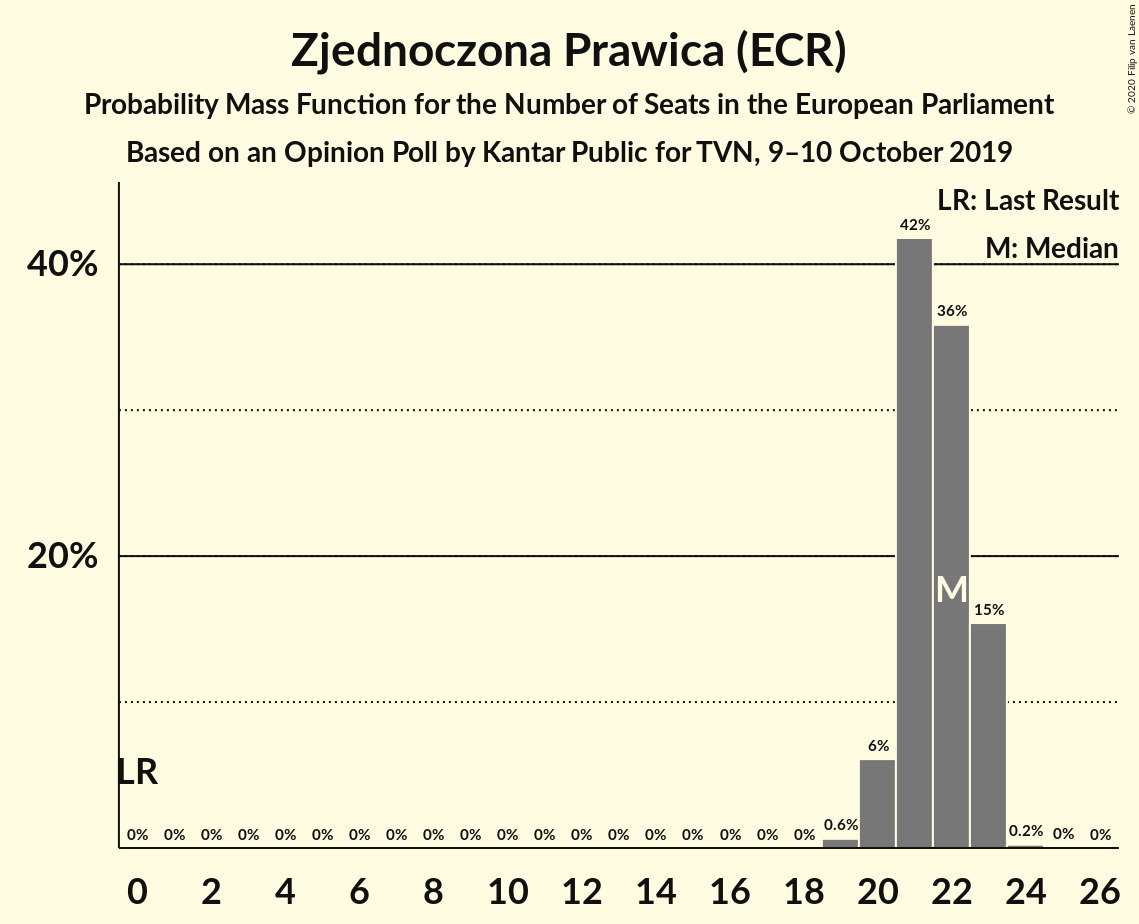 Zjednoczona Prawica (ECR)
Probability Mass Function for the Number of Seats in the European Parliament
Based on an Opinion Poll by Kantar Public for TVN, 9–10 October 2019
© 2020 Filip van Laenen
LR: Last Result
M: Median
42%
40%
36%
20%
M
15%
6%
LR
0% 0% 0% 0% 0% 0% 0% 0% 0% 0% 0% 0% 0% 0% 0% 0% 0% 0% 0% 0.6% 0.2% 0% 0%
0 2 4 6 8 10 12 14 16 18 20 22 24 26